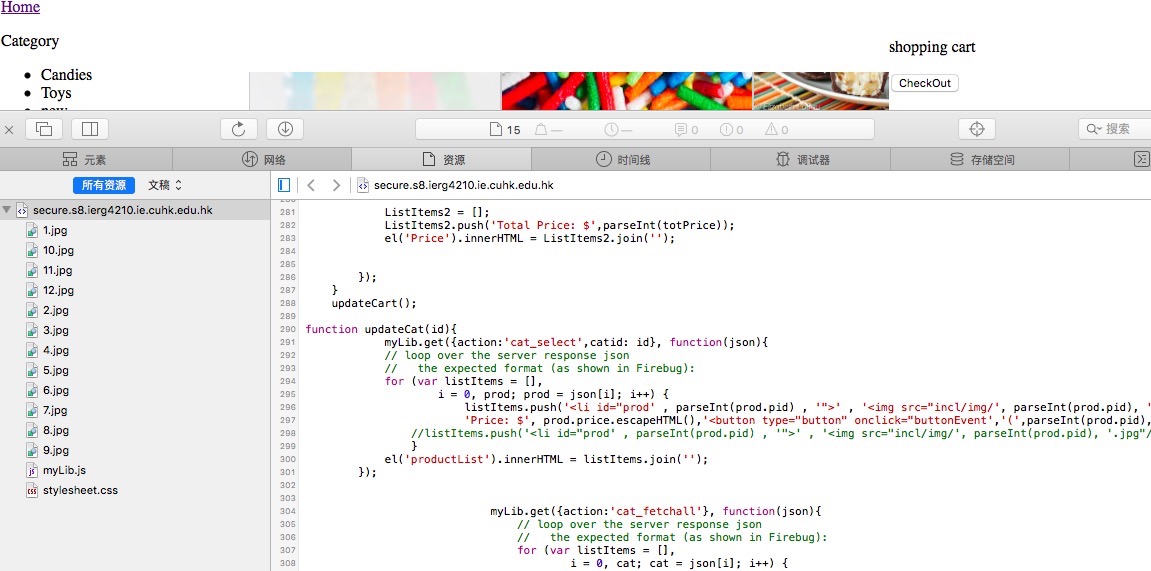 Home
Category
shopping cart
Candies
Toys
CheckOut
15
—
—
0
0
0
搜索
元素
网络
资源
时间线
调试器
存储空间
所有资源
文稿
secure.s8.ierg4210.ie.cuhk.edu.hk
secure.s8.ierg4210.ie.cuhk.edu.hk
1.jpg
10.jpg
11.jpg
12.jpg
2.jpg
3.jpg
4.jpg
5.jpg
6.jpg
7.jpg
8.jpg
9.jpg
myLib.js
stylesheet.css
281 ListItems2 = [];
282 ListItems2.push('Total Price: $',parseInt(totPrice));
283 el('Price').innerHTML = ListItems2.join('');
284
285
286 });
287 }
288 updateCart();
289
290 function updateCat(id){
291 myLib.get({action:'cat_select',catid: id}, function(json){
292 // loop over the server response json
293 //   the expected format (as shown in Firebug):
294 for (var listItems = [],
295 i = 0, prod; prod = json[i]; i++) {
296 listItems.push('<li id="prod' , parseInt(prod.pid) , '">' , '<img src="incl/img/', parseInt(prod.pid), '
297 'Price: $', prod.price.escapeHTML(),'<button type="button" onclick="buttonEvent','(',parseInt(prod.pid),
298 //listItems.push('<li id="prod' , parseInt(prod.pid) , '">' , '<img src="incl/img/', parseInt(prod.pid), '.jpg"/
299 }
300 el('productList').innerHTML = listItems.join('');
301 });
302
303
304 myLib.get({action:'cat_fetchall'}, function(json){
305 // loop over the server response json
306 //   the expected format (as shown in Firebug):
307 for (var listItems = [],
308 i = 0, cat; cat = json[i]; i++) {